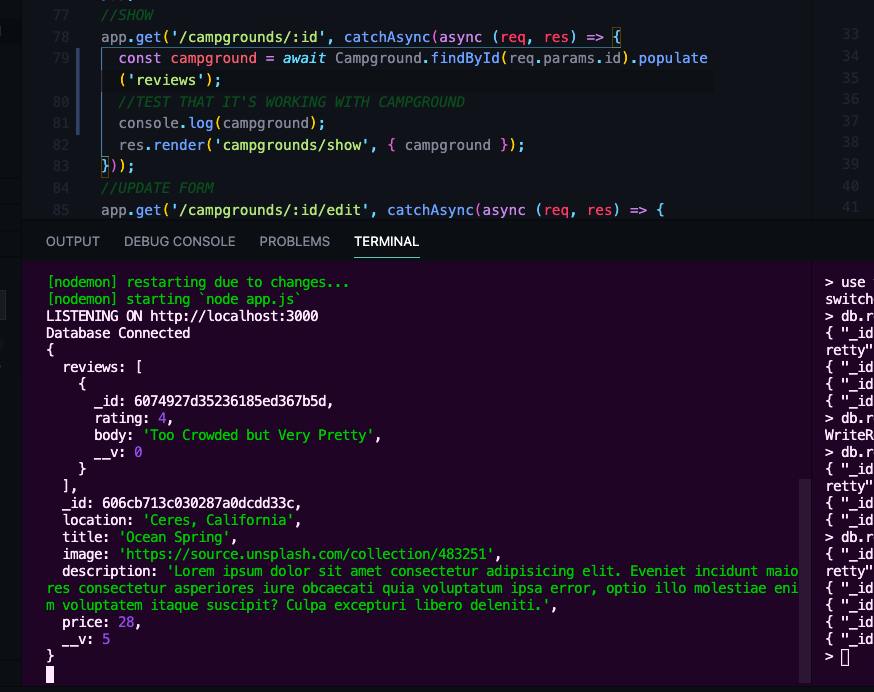 77 //SHOW
78 app.get('/campgrounds/:id', catchAsync(async (req, res) => {
79 const campground = await Campground.findById(req.params.id).populate
('reviews');
80 //TEST THAT IT'S WORKING WITH CAMPGROUND
81 console.log(campground);
82 res.render('campgrounds/show', { campground });
83 }));
84 //UPDATE FORM
85 app.get('/campgrounds/:id/edit', catchAsync(async (req, res) => {
33
34
35
36
37
38
39
40
41
OUTPUT DEBUG CONSOLE PROBLEMS TERMINAL
[nodemon] restarting due to changes...
[nodemon] starting `node app.js`
LISTENING ON http://localhost:3000
Database Connected
{
reviews: [
{
_id: 6074927d35236185ed367b5d,
rating: 4,
body: 'Too Crowded but Very Pretty',
__v: 0
}
],
_id: 606cb713c030287a0dcdd33c,
location: 'Ceres, California',
title: 'Ocean Spring',
image: 'https://source.unsplash.com/collection/483251',
description: 'Lorem ipsum dolor sit amet consectetur adipisicing elit. Eveniet incidunt maio
res consectetur asperiores iure obcaecati quia voluptatum ipsa error, optio illo molestiae eni
m voluptatem itaque suscipit? Culpa excepturi libero deleniti.',
price: 28,
__v: 5
}
> use
switch
> db.r
{ "_id
retty"
{ "_id
{ "_id
{ "_id
> db.r
WriteR
> db.r
{ "_id
retty"
{ "_id
{ "_id
> db.r
{ "_id
retty"
{ "_id
{ "_id
{ "_id
{ "_id
>